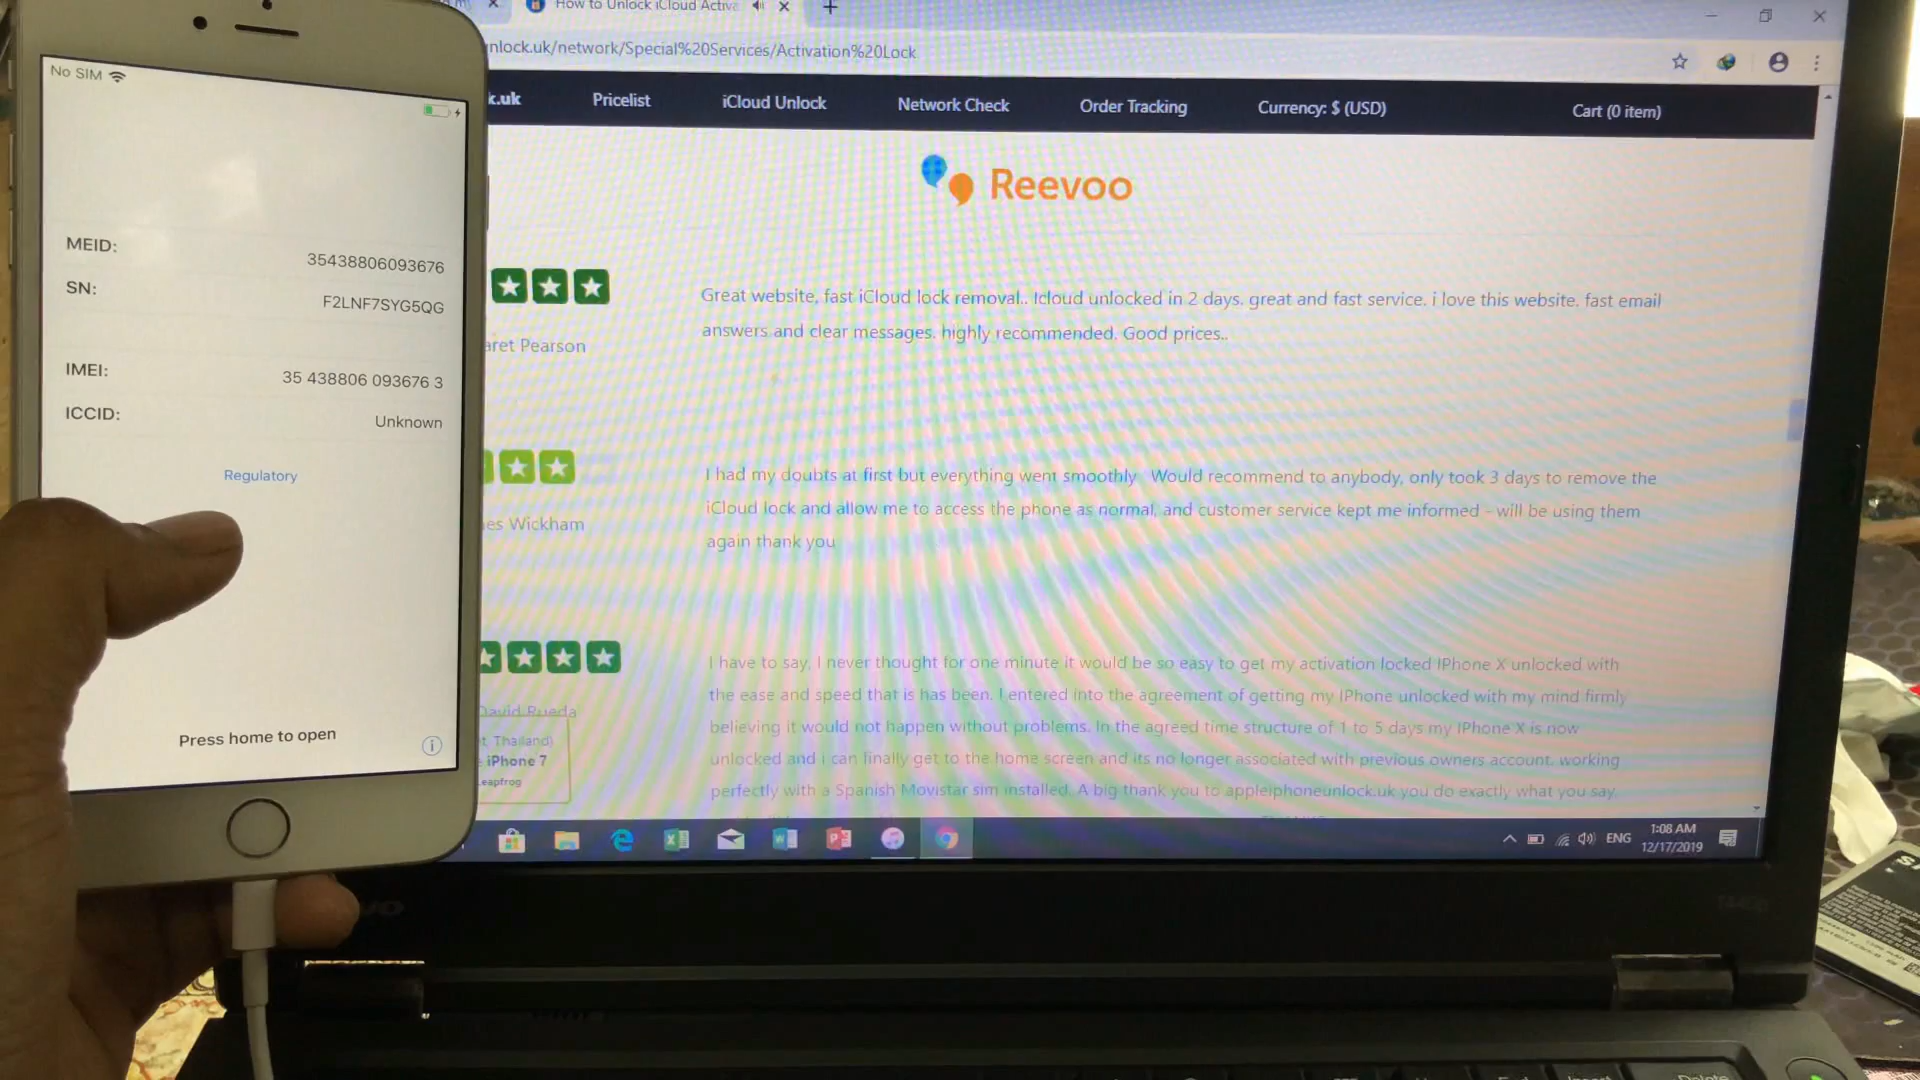 No SIM
MEID:
35438806093676
SN:
F2LNF7SYG5QG
IMEI:
35 438806 093676 3
ICCID:
Unknown
Regulatory
Press home to open
How to Unlock iCloud Activa
nlock.uk/network/Special%20Services/Activation%20Lock
k.uk
Pricelist
iCloud Unlock
Network Check
Order Tracking
Currency: $ (USD)
Cart (0 item)
Reevoo
Great website, fast iCloud lock removal.. Icloud unlocked in 2 days. great and fast service. i love this website. fast email
answers and clear messages. highly recommended. Good prices..
aret Pearson
I had my doubts at first but everything went smoothly Would recommend to anybody, only took 3 days to remove the
iCloud lock and allow me to access the phone as normal, and customer service kept me informed - will be using them
again thank you
es Wickham
I have to say, I never thought for one minute it would be so easy to get my activation locked IPhone X unlocked with
the ease and speed that is has been. I entered into the agreement of getting my IPhone unlocked with my mind firmly
believing it would not happen without problems. In the agreed time structure of 1 to 5 days my IPhone X is now
unlocked and i can finally get to the home screen and its no longer associated with previous owners account. working
perfectly with a Spanish Movistar sim installed. A big thank you to appleiphoneunlock.uk you do exactly what you say.
David Rueda
t Thailand)
iPhone 7
Leapfrog
ENG
1:08 AM
12/17/2019